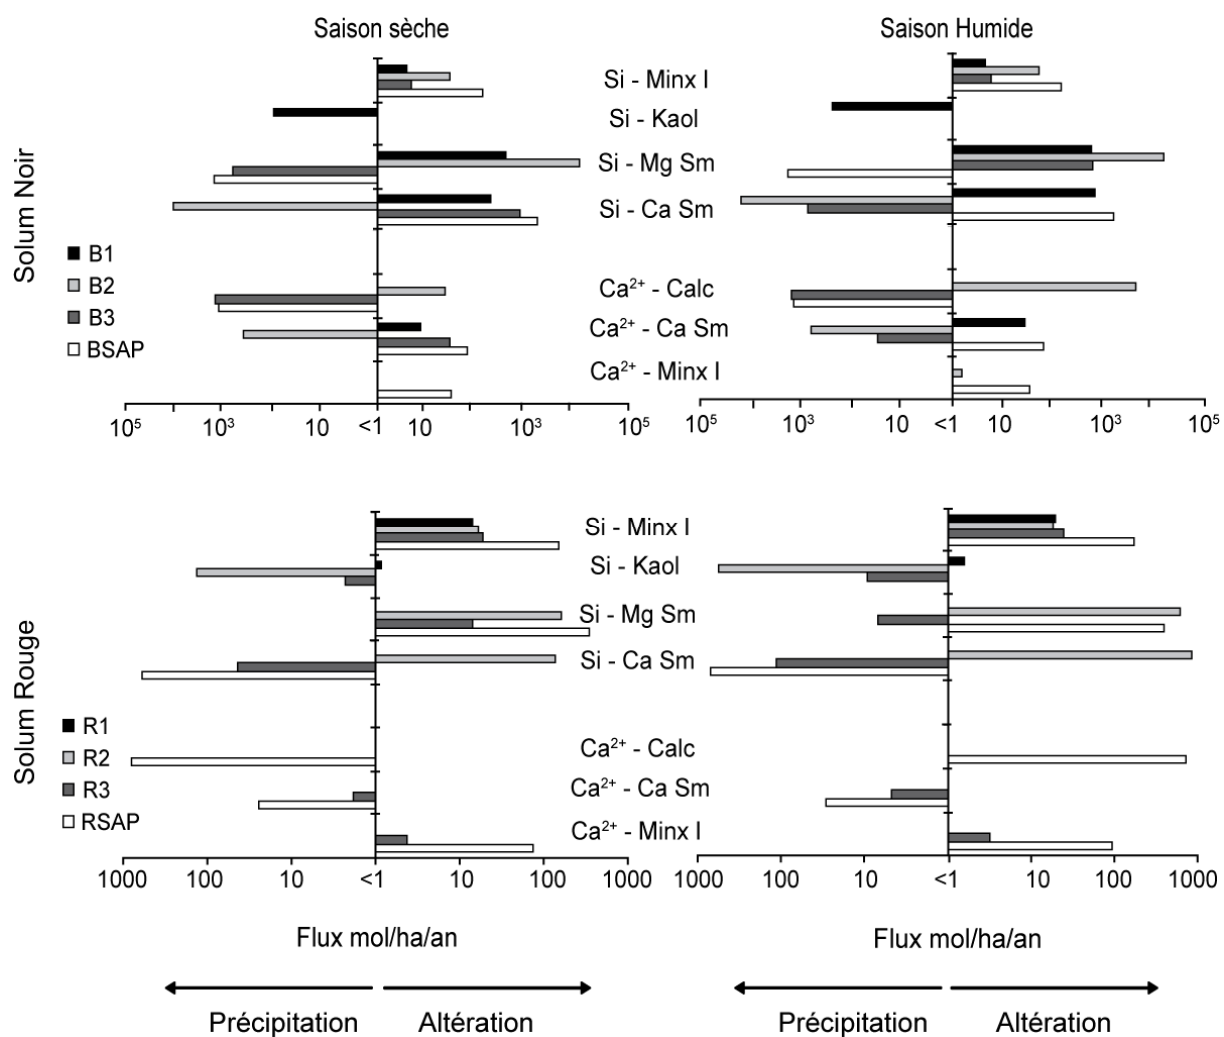 Saison sèche
Saison Humide
Solum Noir
Si - Minx I
Si - Kaol
Si - Mg Sm
Si - Ca Sm
Ca²⁺ - Calc
Ca²⁺ - Ca Sm
Ca²⁺ - Minx I
B1
B2
B3
BSAP
10⁵ 10³ 10 <1 10 10³ 10⁵
10⁵ 10³ 10 <1 10 10³ 10⁵
Solum Rouge
Si - Minx I
Si - Kaol
Si - Mg Sm
Si - Ca Sm
Ca²⁺ - Calc
Ca²⁺ - Ca Sm
Ca²⁺ - Minx I
R1
R2
R3
RSAP
1000 100 10 <1 10 100 1000
1000 100 10 <1 10 100 1000
Flux mol/ha/an
Flux mol/ha/an
Précipitation Altération
Précipitation Altération